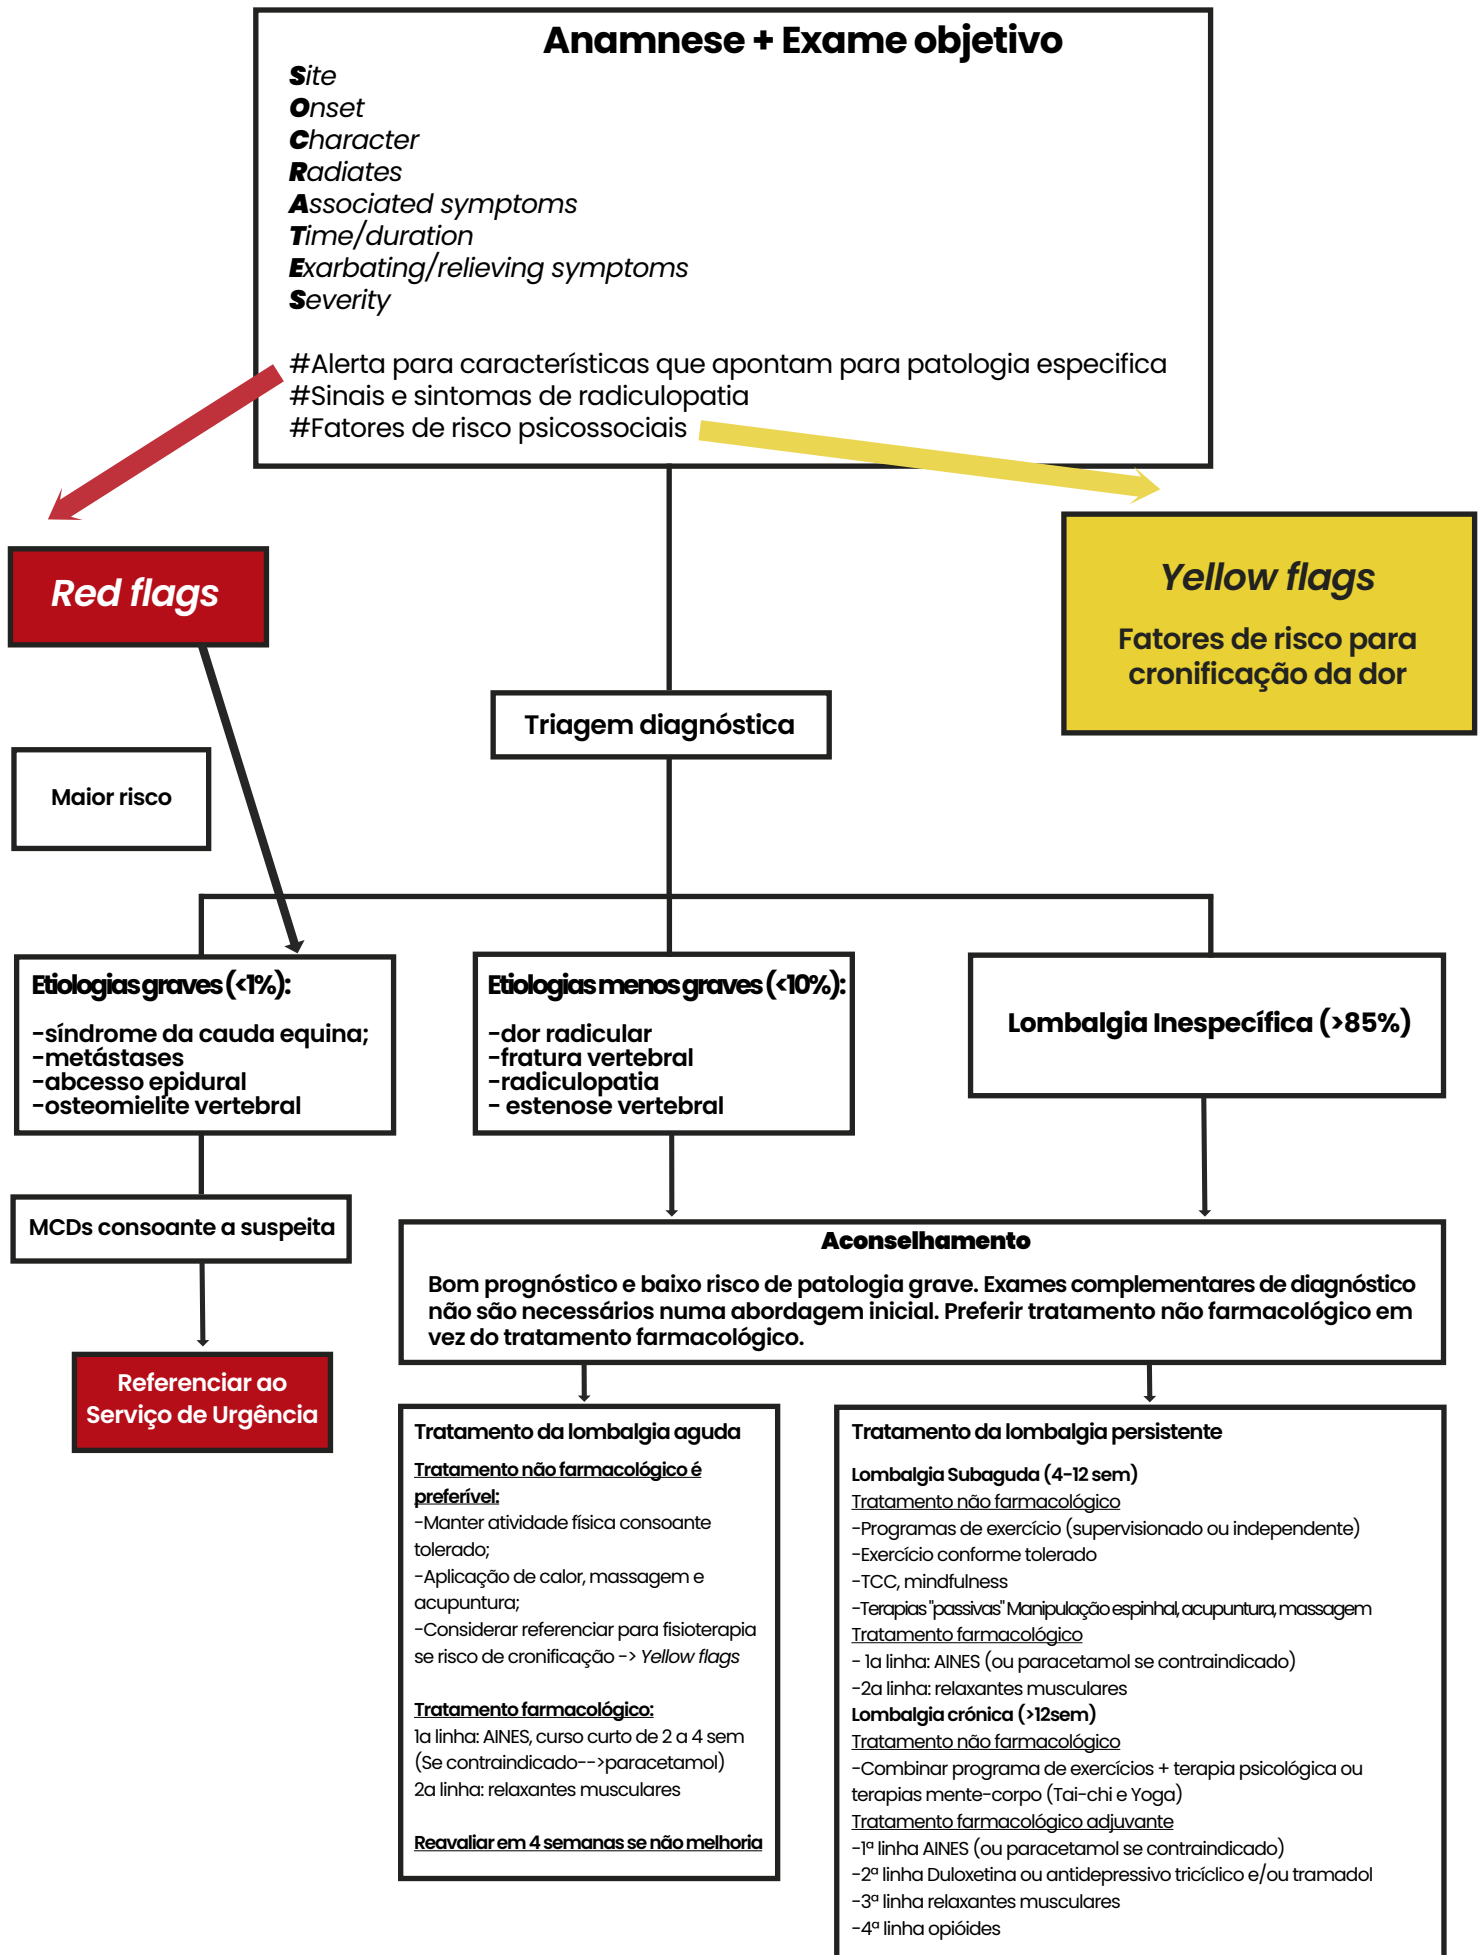 Anamnese + Exame objetivo
Site
Onset
Character
Radiates
Associated symptoms
Time/duration
Exarbating/relieving symptoms
Severity
#Alerta para características que apontam para patologia especifica
#Sinais e sintomas de radiculopatia
#Fatores de risco psicossociais
Red flags
Yellow flags
Fatores de risco para
cronificação da dor
Triagem diagnóstica
Maior risco
Etiologias graves (<1%):
-síndrome da cauda equina;
-metástases
-abcesso epidural
-osteomielite vertebral
Etiologias menos graves (<10%):
-dor radicular
-fratura vertebral
-radiculopatia
- estenose vertebral
Lombalgia Inespecífica (>85%)
MCDs consoante a suspeita
Referenciar ao
Serviço de Urgência
Aconselhamento
Bom prognóstico e baixo risco de patologia grave. Exames complementares de diagnóstico
não são necessários numa abordagem inicial. Preferir tratamento não farmacológico em
vez do tratamento farmacológico.
Tratamento da lombalgia aguda
Tratamento não farmacológico é
preferível:
-Manter atividade física consoante
tolerado;
-Aplicação de calor, massagem e
acupuntura;
-Considerar referenciar para fisioterapia
se risco de cronificação -> Yellow flags
Tratamento farmacológico:
1a linha: AINES, curso curto de 2 a 4 sem
(Se contraindicado-->paracetamol)
2a linha: relaxantes musculares
Reavaliar em 4 semanas se não melhoria
Tratamento da lombalgia persistente
Lombalgia Subaguda (4-12 sem)
Tratamento não farmacológico
-Programas de exercício (supervisionado ou independente)
-Exercício conforme tolerado
-TCC, mindfulness
-Terapias "passivas" Manipulação espinhal, acupuntura, massagem
Tratamento farmacológico
- 1a linha: AINES (ou paracetamol se contraindicado)
-2a linha: relaxantes musculares
Lombalgia crónica (>12sem)
Tratamento não farmacológico
-Combinar programa de exercícios + terapia psicológica ou
terapias mente-corpo (Tai-chi e Yoga)
Tratamento farmacológico adjuvante
-1ª linha AINES (ou paracetamol se contraindicado)
-2ª linha Duloxetina ou antidepressivo tricíclico e/ou tramadol
-3ª linha relaxantes musculares
-4ª linha opióides